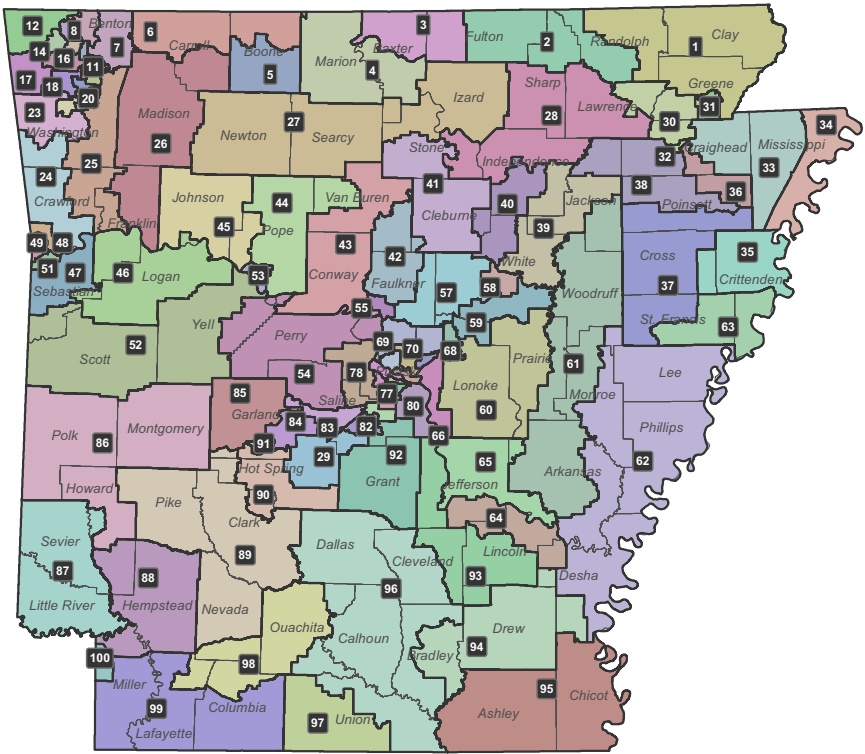 12
8
Benton
6
3
14
16
7
Carroll
Boone
Baxter
Fulton
2
Randolph
1
Clay
17
18
11
5
Marion
4
Sharp
Greene
23
20
Madison
27
Izard
28
Lawrence
31
34
Washington
26
Newton
Searcy
Stone
30
Craighead
Mississippi
25
Independence
32
33
24
Crawford
Johnson
44
Van Buren
41
40
Jackson
38
Poinsett
36
Franklin
45
Pope
Cleburne
39
49
48
43
42
White
Cross
35
51
47
46
Logan
53
Conway
Faulkner
57
58
Woodruff
37
Crittenden
Sebastian
55
59
St. Francis
63
Yell
Perry
69
70
68
52
Scott
54
78
Prairie
61
Lee
85
Saline
77
80
Lonoke
60
Monroe
Garland
84
83
82
66
Phillips
Polk
86
Montgomery
91
29
92
65
62
Hot Spring
Grant
Jefferson
Arkansas
Howard
Pike
90
64
Clark
Sevier
Dallas
Lincoln
87
88
89
Cleveland
93
Desha
Little River
Hempstead
Nevada
96
Ouachita
Calhoun
Drew
100
98
Bradley
94
Miller
95
99
Columbia
97
Union
Ashley
Chicot
Lafayette